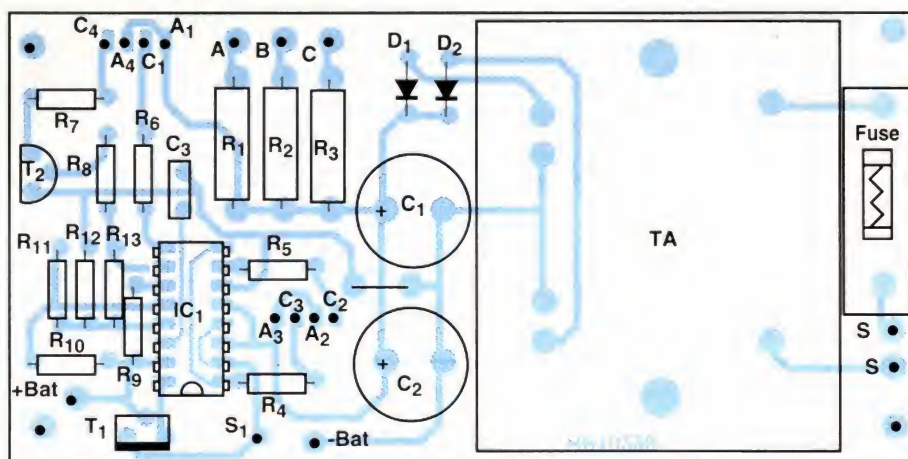 C4 A1 A B C D1 D2
A4 C1
R7 R6 Fuse
T2 R8 C3 R1 R2 R3
+ C1
TA
R11 R12 R13 R5
IC1
C3 C2
A3 A2
S
R10 + C2 S
R9
+Bat R4
T1 S1 -Bat